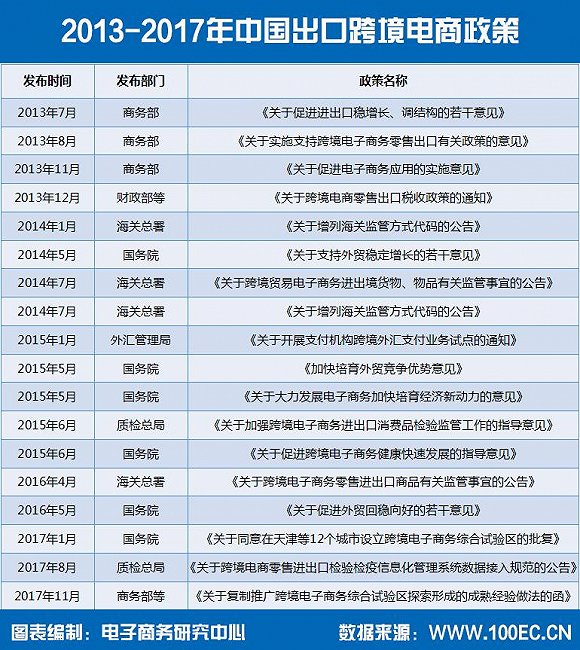 2013-2017年中国出口跨境电商政策
发布时间 发布部门 政策名称
2013年7月 商务部 《关于促进进出口稳增长、调结构的若干意见》
2013年8月 商务部 《关于实施支持跨境电子商务零售出口有关政策的意见》
2013年11月 商务部 《关于促进电子商务应用的实施意见》
2013年12月 财政部等 《关于跨境电商零售出口税收政策的通知》
2014年1月 海关总署 《关于增列海关监管方式代码的公告》
2014年5月 国务院 《关于支持外贸稳定增长的若干意见》
2014年7月 海关总署 《关于跨境贸易电子商务进出境货物、物品有关监管事宜的公告》
2014年7月 海关总署 《关于增列海关监管方式代码的公告》
2015年1月 外汇管理局 《关于开展支付机构跨境外汇支付业务试点的通知》
2015年5月 国务院 《加快培育外贸竞争优势意见》
2015年5月 国务院 《关于大力发展电子商务加快培育经济新动力的意见》
2015年6月 质检总局 《关于加强跨境电子商务进出口消费品检验监管工作的指导意见》
2015年6月 国务院 《关于促进跨境电子商务健康快速发展的指导意见》
2016年4月 海关总署 《关于跨境电子商务零售进出口商品有关监管事宜的公告》
2016年5月 国务院 《关于促进外贸回稳向好的若干意见》
2017年1月 国务院 《关于同意在天津等12个城市设立跨境电子商务综合试验区的批复》
2017年8月 质检总局 《关于跨境电商零售进出口检验检疫信息化管理系统数据接入规范的公告》
2017年11月 商务部等 《关于复制推广跨境电子商务综合试验区探索形成的成熟经验做法的函》
图表编制：电子商务研究中心 数据来源：WWW.100EC.CN